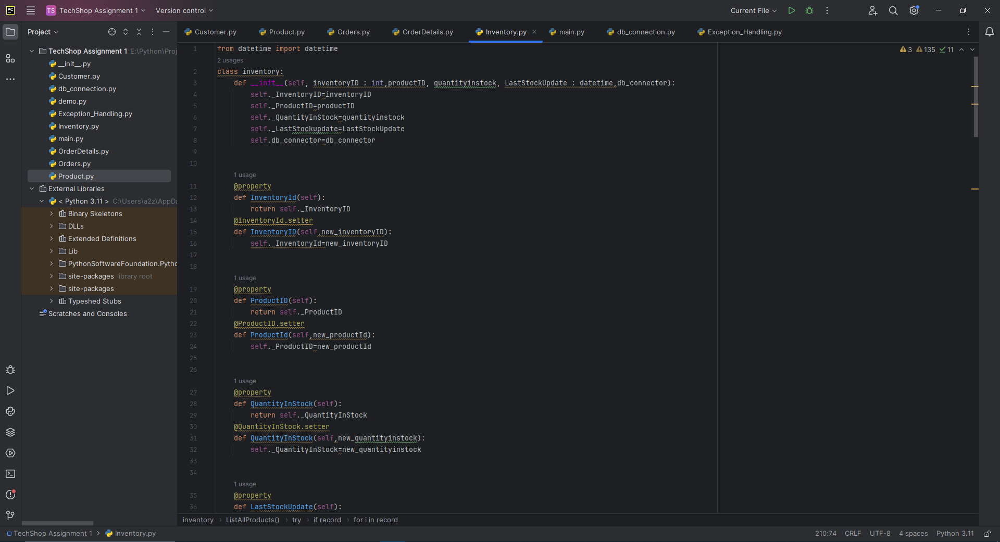 PC TS TechShop Assignment 1 Version control Current File
Project
Customer.py Product.py Orders.py OrderDetails.py Inventory.py main.py db_connection.py Exception_Handling.py
TechShop Assignment 1 E:\Python\Proj
__init__.py
Customer.py
db_connection.py
demo.py
Exception_Handling.py
Inventory.py
main.py
OrderDetails.py
Orders.py
Product.py
External Libraries
< Python 3.11 > C:\Users\a2z\AppDa
Binary Skeletons
DLLs
Extended Definitions
Lib
PythonSoftwareFoundation.Pytho
site-packages library root
site-packages
Typeshed Stubs
Scratches and Consoles
3 135 11
1 from datetime import datetime
2 usages
2 class inventory:
3 def __init__(self, inventoryID : int,productID, quantityinstock, LastStockUpdate : datetime,db_connector):
4 self._InventoryID=inventoryID
5 self._ProductID=productID
6 self._QuantityInStock=quantityinstock
7 self._LastStockupdate=LastStockUpdate
8 self.db_connector=db_connector
9
10
1 usage
11 @property
12 def InventoryId(self):
13 return self._InventoryID
14 @InventoryId.setter
15 def InventoryID(self,new_inventoryID):
16 self._InventoryId=new_inventoryID
17
18
1 usage
19 @property
20 def ProductID(self):
21 return self._ProductID
22 @ProductID.setter
23 def ProductId(self,new_productId):
24 self._ProductID=new_productId
25
26
1 usage
27 @property
28 def QuantityInStock(self):
29 return self._QuantityInStock
30 @QuantityInStock.setter
31 def QuantityInStock(self,new_quantityinstock):
32 self._QuantityInStock=new_quantityinstock
33
34
1 usage
35 @property
36 def LastStockUpdate(self):
inventory › ListAllProducts() › try › if record › for i in record
TechShop Assignment 1 > Inventory.py 210:74 CRLF UTF-8 4 spaces Python 3.11